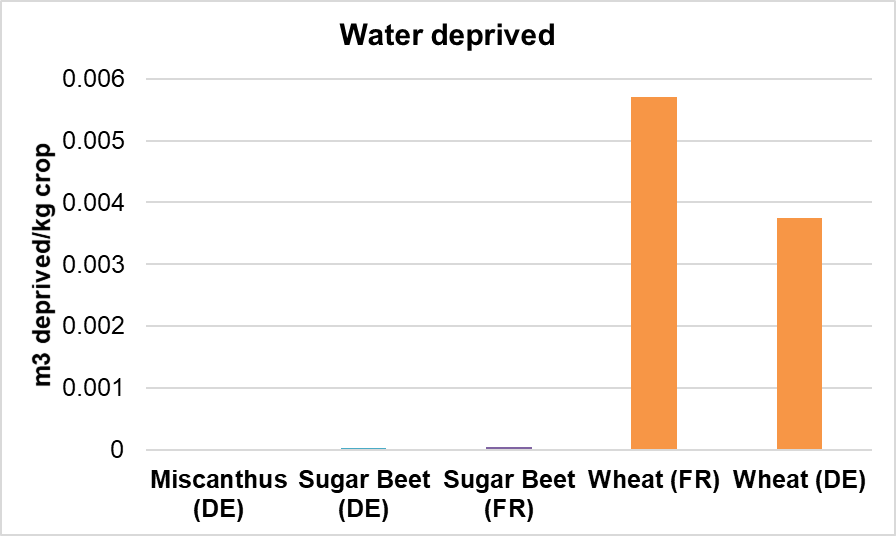 Water deprived
m3 deprived/kg crop
0.006
0.005
0.004
0.003
0.002
0.001
0
Miscanthus
(DE)
Sugar Beet
(DE)
Sugar Beet
(FR)
Wheat (FR)
Wheat (DE)